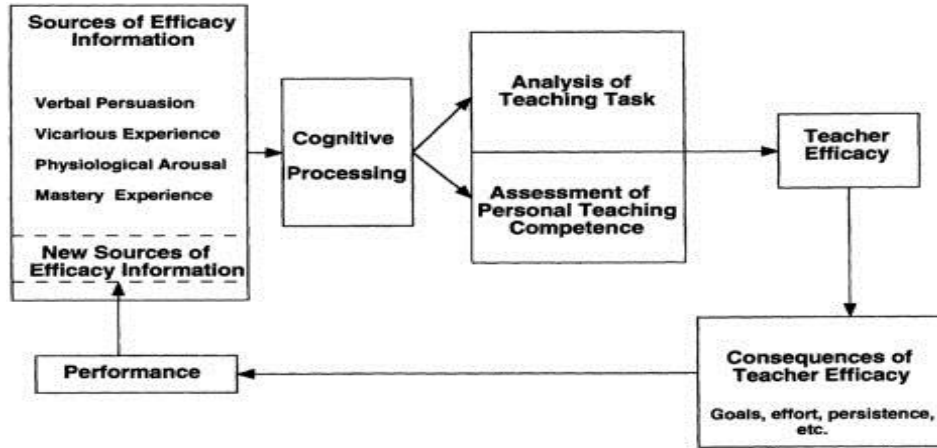 Sources of Efficacy
Information
Verbal Persuasion
Vicarious Experience
Physiological Arousal
Mastery Experience
New Sources of
Efficacy Information
Cognitive
Processing
Analysis of
Teaching Task
Assessment of
Personal Teaching
Competence
Teacher
Efficacy
Consequences of
Teacher Efficacy
Goals, effort, persistence,
etc.
Performance